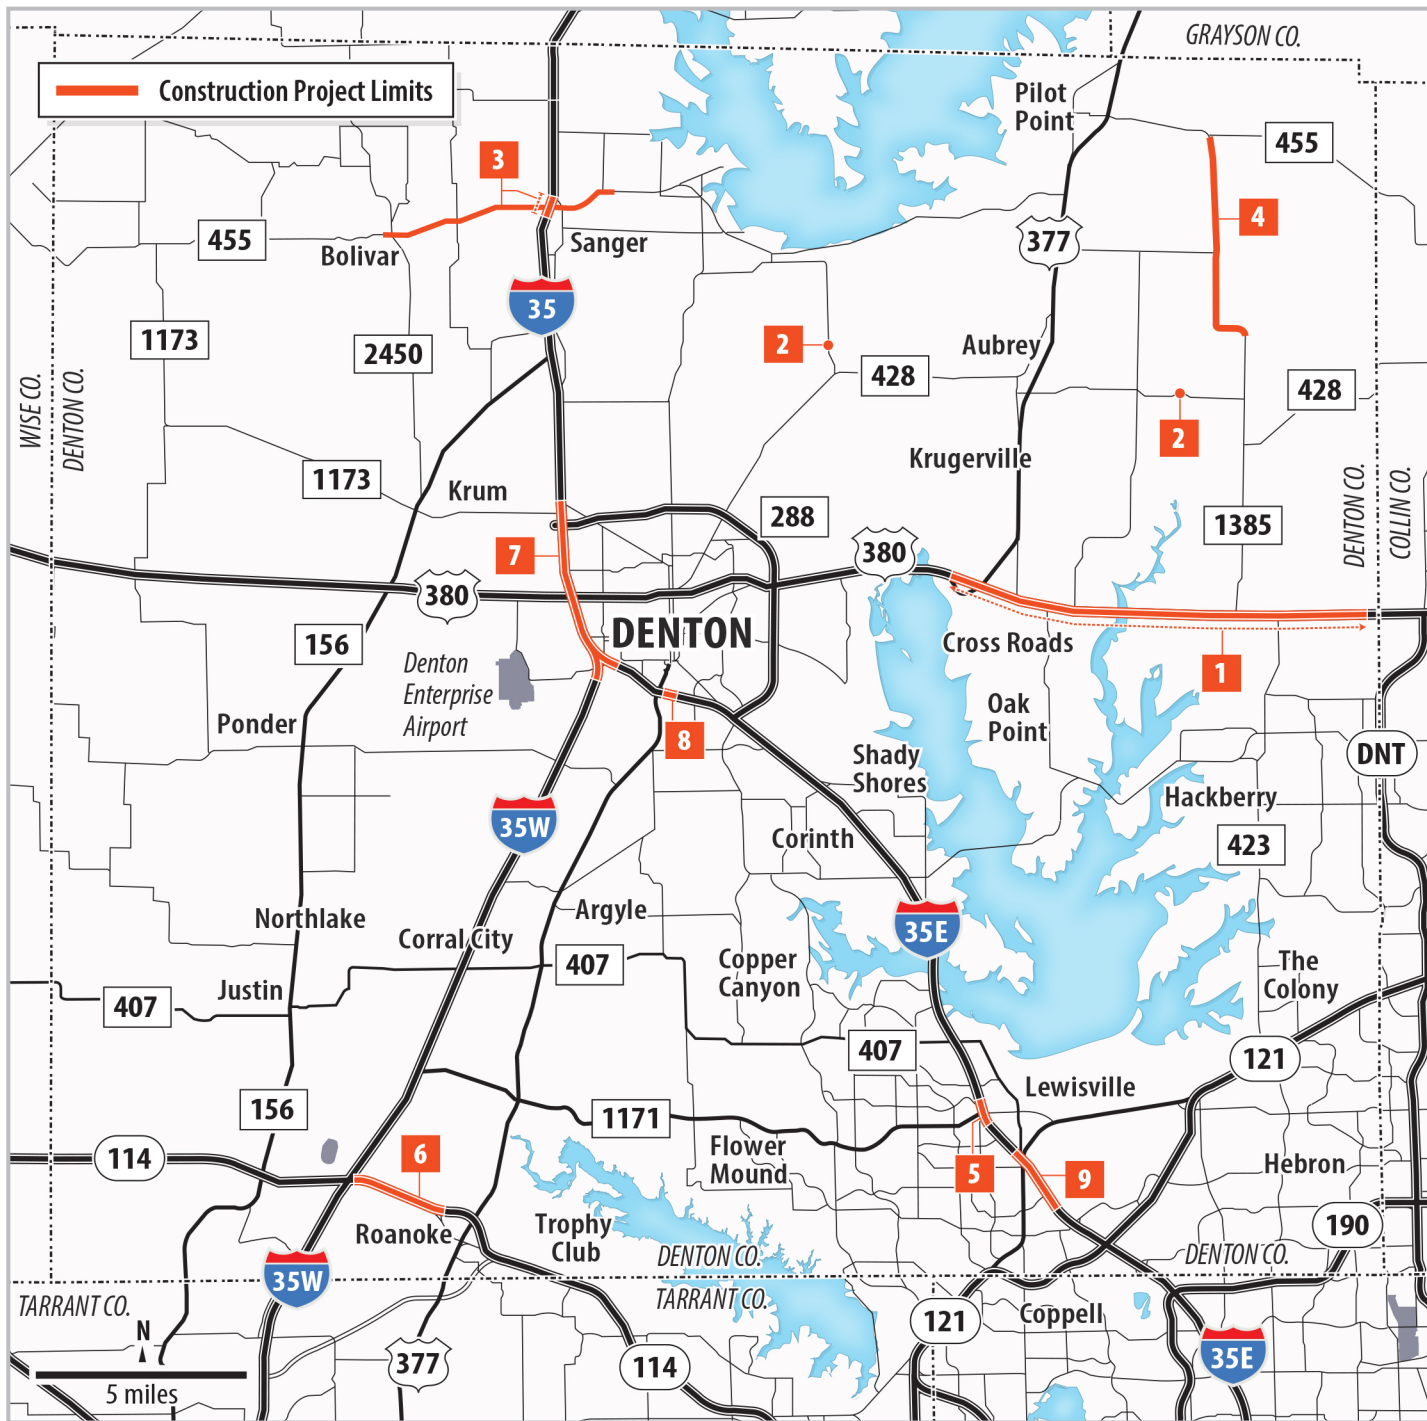 GRAYSON CO.
Construction Project Limits
Pilot
Point
455
3
4
455
377
Bolivar
Sanger
35
1173
2450
2
Aubrey
428
428
WISE CO.
DENTON CO.
2
Krugerville
1173
Krum
288
1385
DENTON CO.
COLLIN CO.
7
380
380
156
DENTON
Cross Roads
1
Denton
Enterprise
Airport
Ponder
8
Oak
Point
Shady
Shores
DNT
Hackberry
35W
Corinth
423
Northlake
Argyle
Corral City
35E
407
Copper
Canyon
The
Colony
Justin
407
407
121
Lewisville
156
1171
114
6
Flower
Mound
5
9
Hebron
Roanoke
Trophy
Club
190
DENTON CO.
DENTON CO.
35W
TARRANT CO.
TARRANT CO.
121
Coppell
N
377
114
35E
5 miles